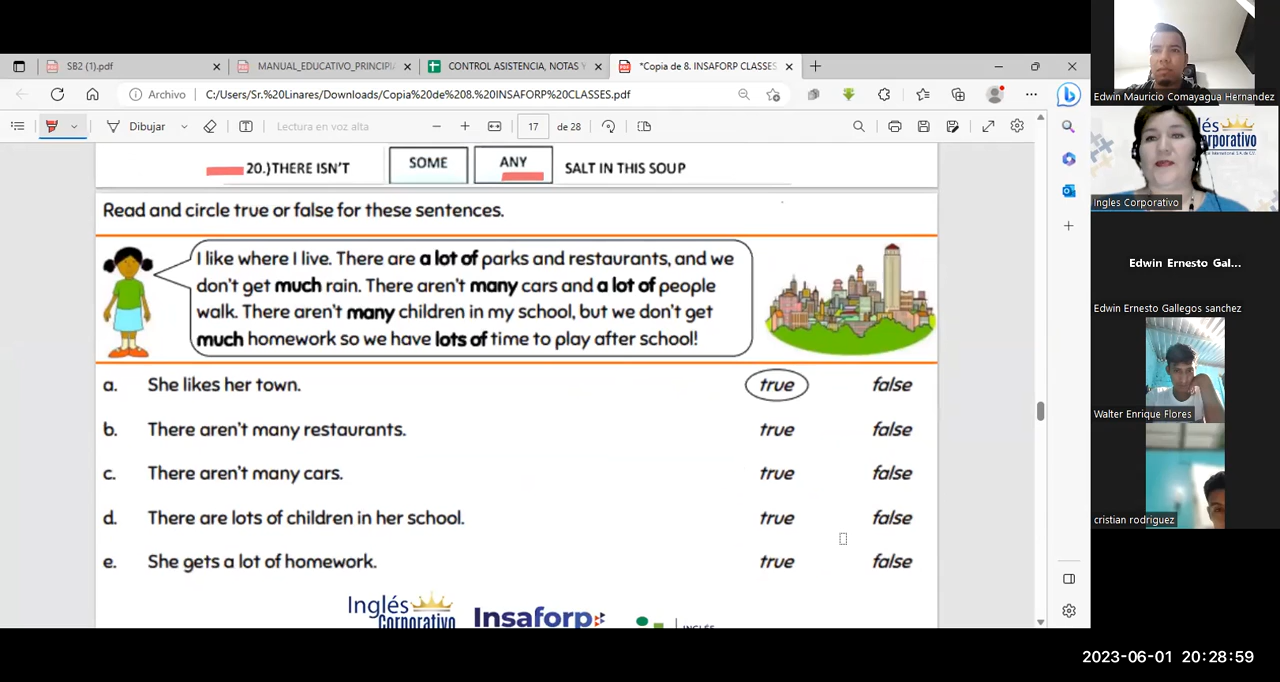 SB2 (1).pdf
MANUAL_EDUCATIVO_PRINCIPI
CONTROL ASISTENCIA, NOTAS Y
*Copia de 8. INSAFORP CLASSES
Archivo
C:/Users/Sr.%20Linares/Downloads/Copia%20de%208.%20INSAFORP%20CLASSES.pdf
Dibujar
Lectura en voz alta
17
de 28
20.)THERE ISN'T
SOME
ANY
SALT IN THIS SOUP
Read and circle true or false for these sentences.
I like where I live. There are a lot of parks and restaurants, and we
don't get much rain. There aren't many cars and a lot of people
walk. There aren't many children in my school, but we don't get
much homework so we have lots of time to play after school!
a. She likes her town. true false
b. There aren't many restaurants. true false
c. There aren't many cars. true false
d. There are lots of children in her school. true false
e. She gets a lot of homework. true false
Inglés
Corporativo
Insaforp
INGLÉS
Edwin Mauricio Comayagua Hernandez
lés
rporativo
Ingles Corporativo
Edwin Ernesto Gal...
Edwin Ernesto Gallegos sanchez
Walter Enrique Flores
cristian rodriguez
2023-06-01 20:28:59